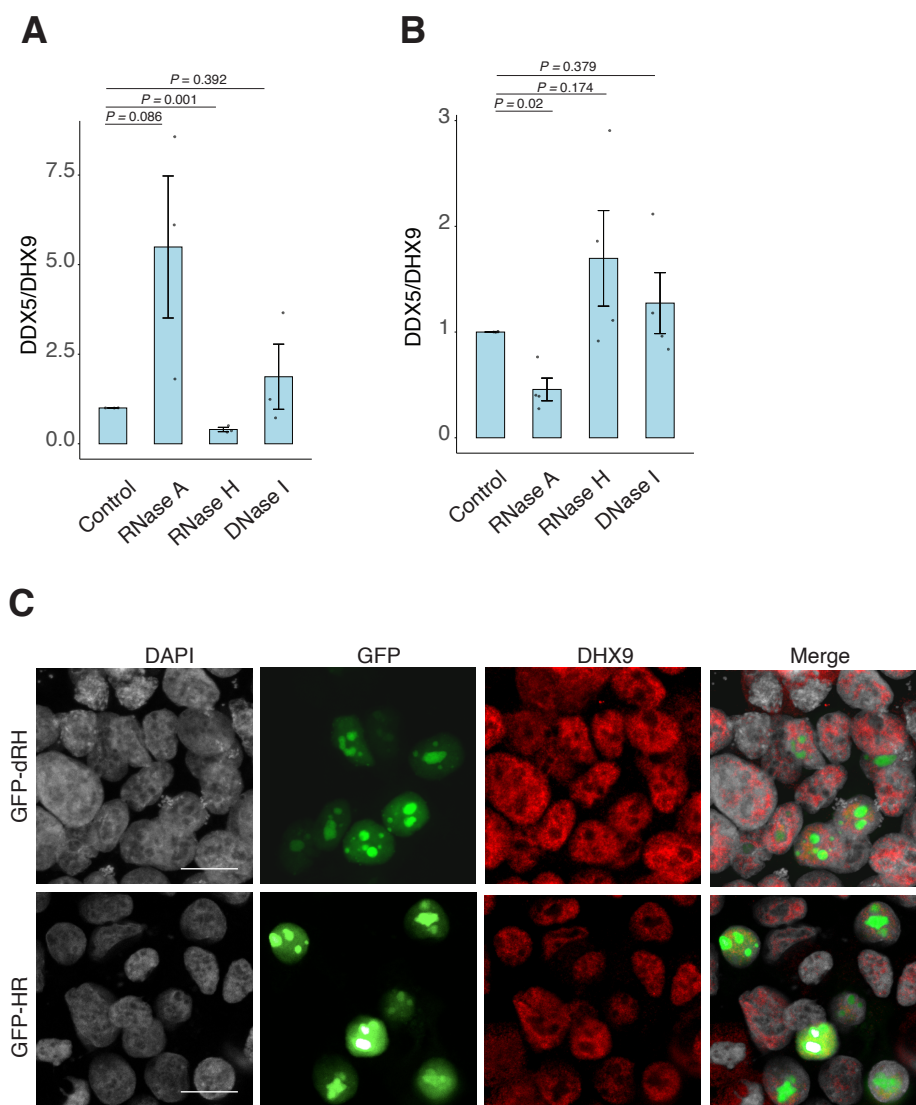 A
P = 0.392
P = 0.001
P = 0.086
7.5
5.0
2.5
0.0
DDX5/DHX9
Control
RNase A
RNase H
DNase I
B
P = 0.379
P = 0.174
P = 0.02
3
2
1
0
DDX5/DHX9
Control
RNase A
RNase H
DNase I
C
DAPI
GFP
DHX9
Merge
GFP-dRH
GFP-HR